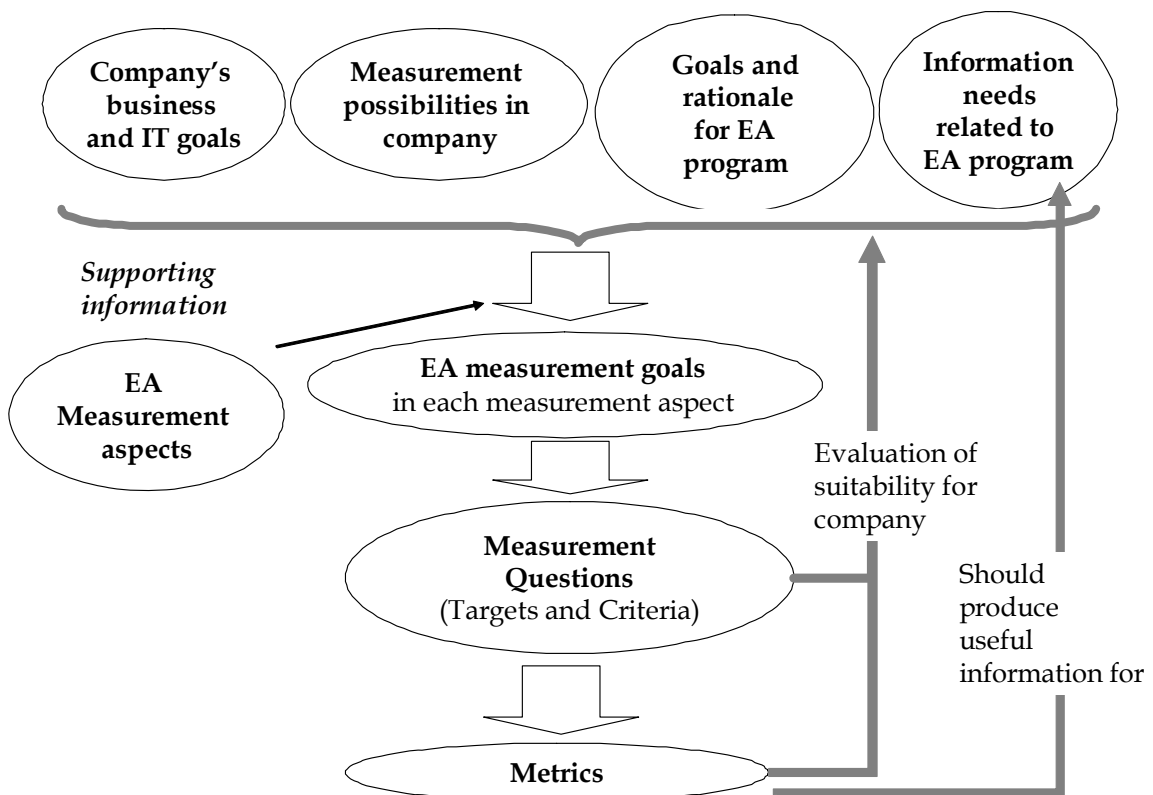 Company’s
business
and IT goals
Measurement
possibilities in
company
Goals and
rationale
for EA
program
Information
needs
related to
EA program
Supporting
information
EA
Measurement
aspects
EA measurement goals
in each measurement aspect
Evaluation of
suitability for
company
Measurement
Questions
(Targets and Criteria)
Should
produce
useful
information for
Metrics